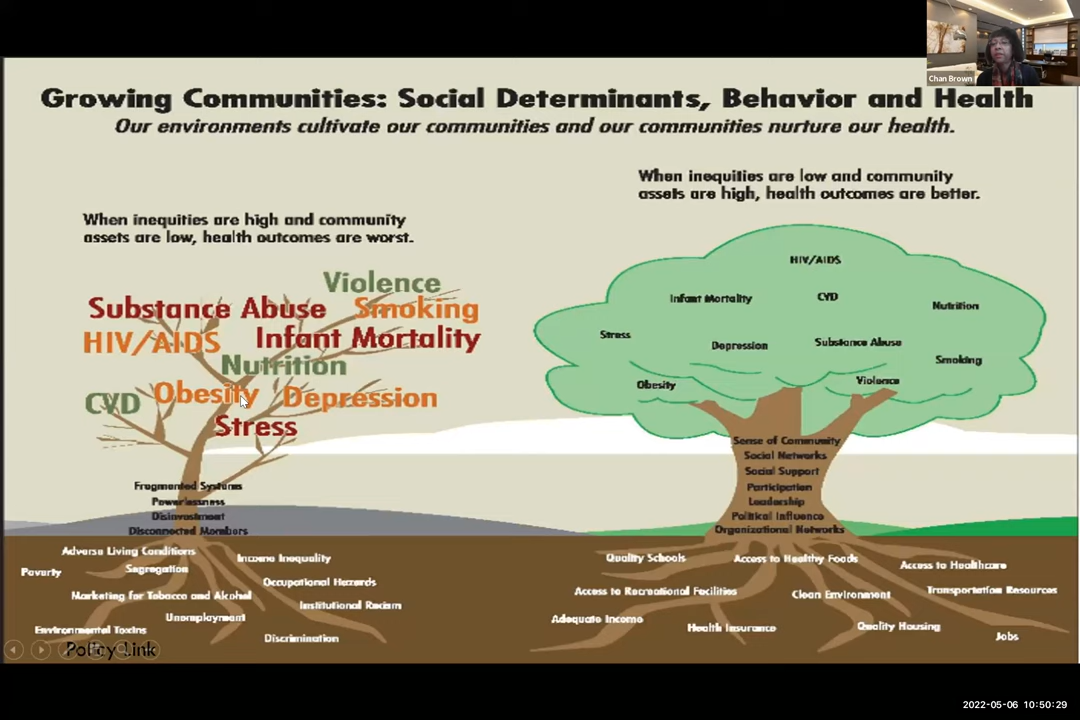 Chan Brown
Growing Communities: Social Determinants, Behavior and Health
Our environments cultivate our communities and our communities nurture our health.
When inequities are high and community
assets are low, health outcomes are worst.
Violence
Substance Abuse
Smoking
HIV/AIDS
Infant Mortality
Nutrition
CVD
Obesity
Depression
Stress
Fragmented Systems
Powerlessness
Disinvestment
Disconnected Members
Adverse Living Conditions
Income Inequality
Poverty
Segregation
Occupational Hazards
Marketing for Tobacco and Alcohol
Institutional Racism
Unemployment
Environmental Toxins
Discrimination
Policy Link
When inequities are low and community
assets are high, health outcomes are better.
HIV/AIDS
Infant Mortality
CVD
Nutrition
Stress
Depression
Substance Abuse
Smoking
Obesity
Violence
Sense of Community
Social Networks
Social Support
Participation
Leadership
Political Influence
Organizational Networks
Quality Schools
Access to Healthy Foods
Access to Healthcare
Access to Recreational Facilities
Clean Environment
Transportation Resources
Adequate Income
Health Insurance
Quality Housing
Jobs
2022-05-06 10:50:29